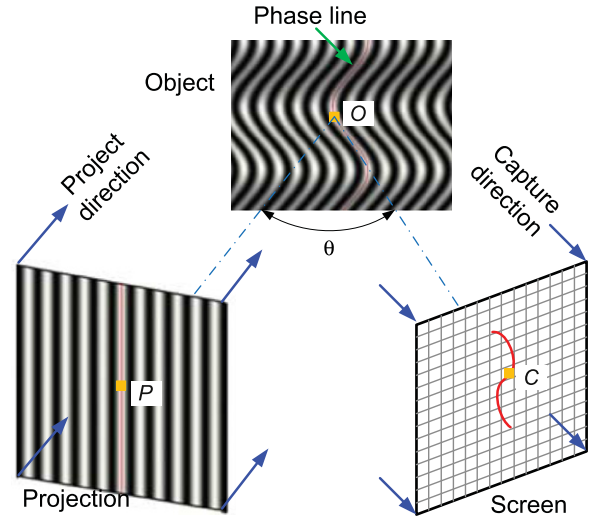 Phase line
Object
O
Project
direction
Capture
direction
θ
P
C
Projection
Screen